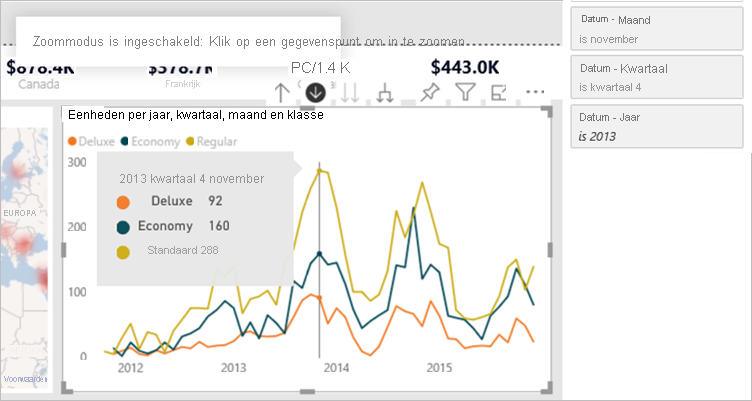 Zoommodus is ingeschakeld: Klik op een gegevenspunt om in te zoomen
$878.4K
$378.7K
PC/1.4 K
$443.0K
Canada
Frankrijk
Eenheden per jaar, kwartaal, maand en klasse
Deluxe Economy Regular
300
200
100
0
2012 2013 2014 2015
2013 kwartaal 4 november
Deluxe 92
Economy 160
Standaard 288
EUROPA
Voorwaarden
Datum - Maand
is november
Datum - Kwartaal
is kwartaal 4
Datum - Jaar
is 2013